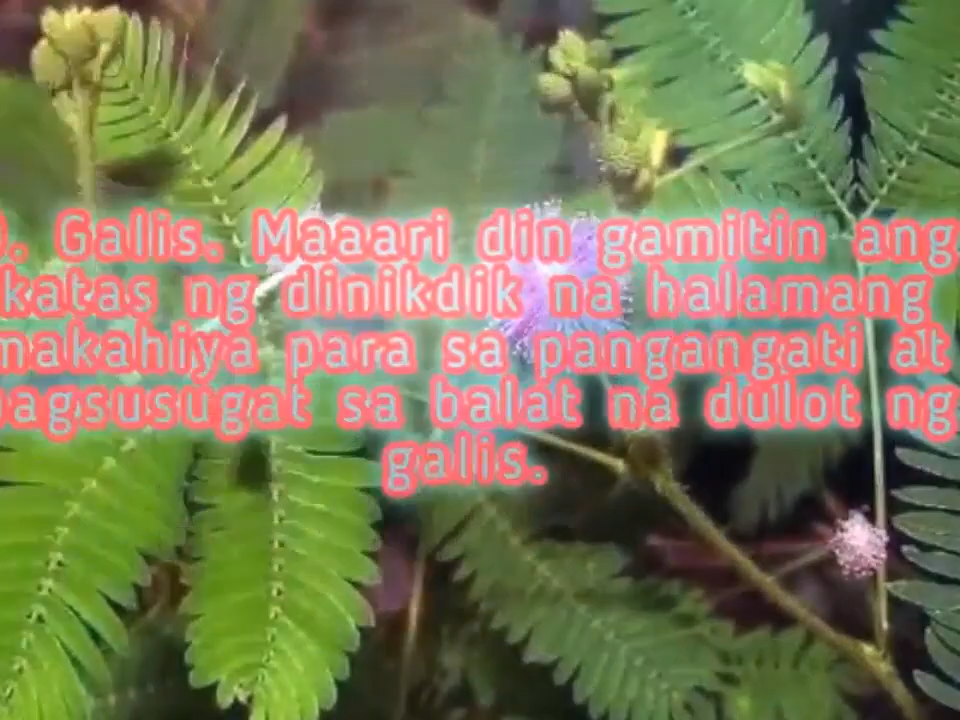 . Galis. Maaari din gamitin ang
katas ng dinikdik na halamang
makahiya para sa pangangati at
pagsusugat sa balat na dulot ng
galis.